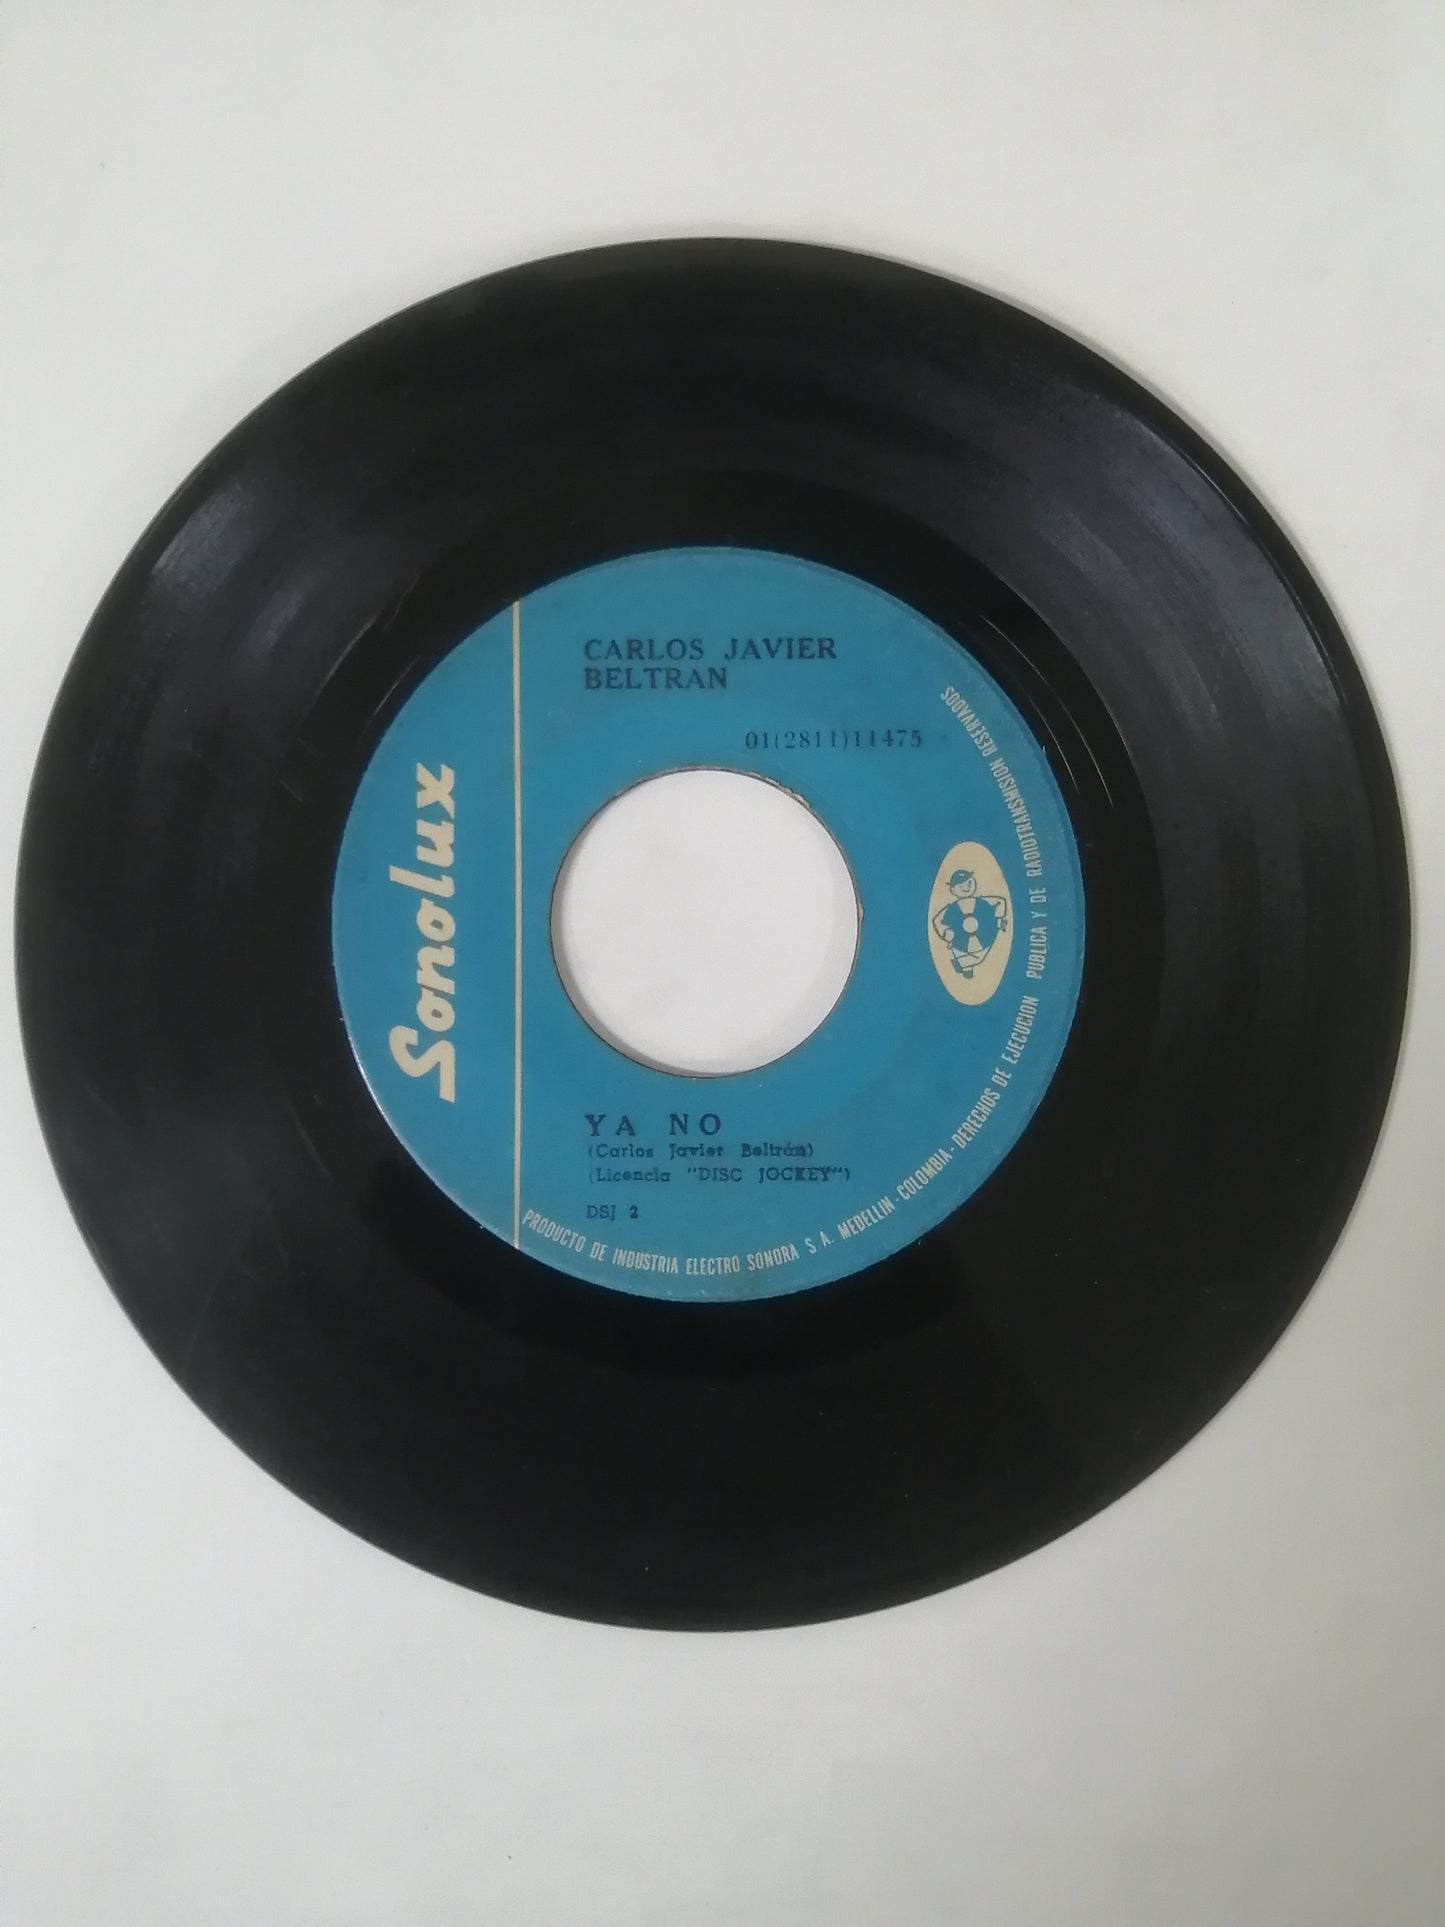 Sonolux
CARLOS JAVIER
BELTRAN
01(2811)11475
YA NO
(Carlos Javier Beltrán)
(Licencia "DISC JOCKEY")
DSJ 2
PRODUCTO DE INDUSTRIA ELECTRO SONORA S A. MEDELLIN - COLOMBIA - DERECHOS DE EJECUCION PUBLICA Y DE RADIOTRANSMISION RESERVADOS